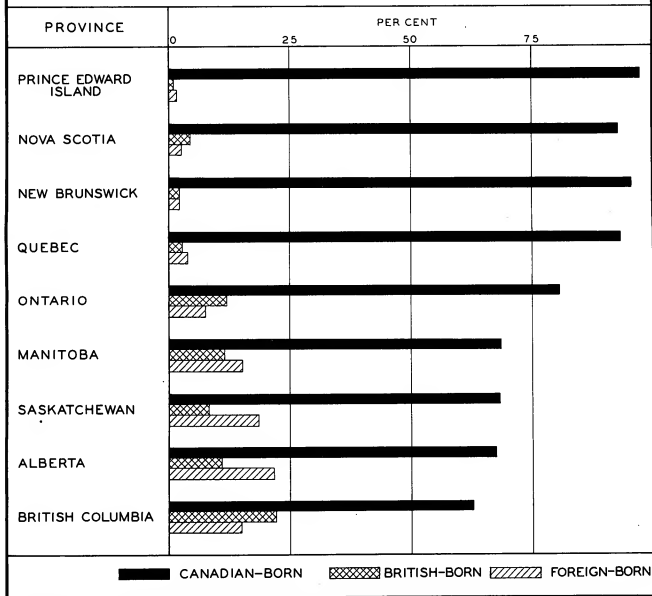 PROVINCE
PER CENT
0 25 50 75
PRINCE EDWARD
ISLAND
NOVA SCOTIA
NEW BRUNSWICK
QUEBEC
ONTARIO
MANITOBA
SASKATCHEWAN
ALBERTA
BRITISH COLUMBIA
CANADIAN-BORN BRITISH-BORN FOREIGN-BORN